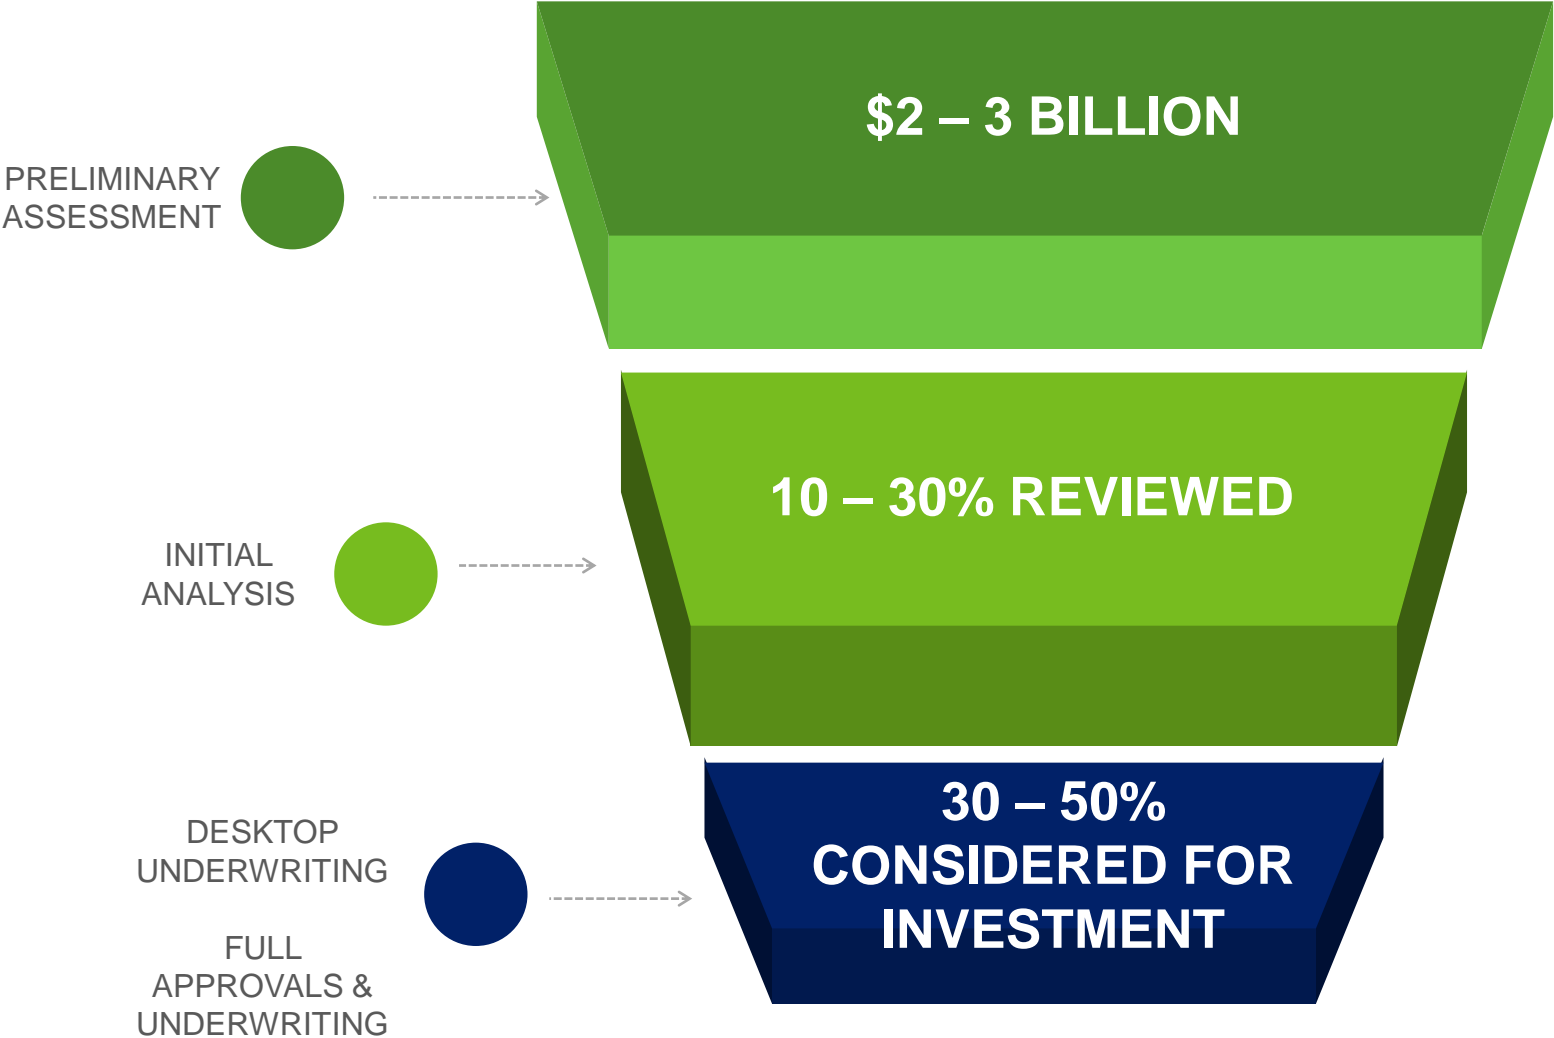 $2 – 3 BILLION
PRELIMINARY
ASSESSMENT
10 – 30% REVIEWED
INITIAL
ANALYSIS
30 – 50%
CONSIDERED FOR
INVESTMENT
DESKTOP
UNDERWRITING
FULL
APPROVALS &
UNDERWRITING